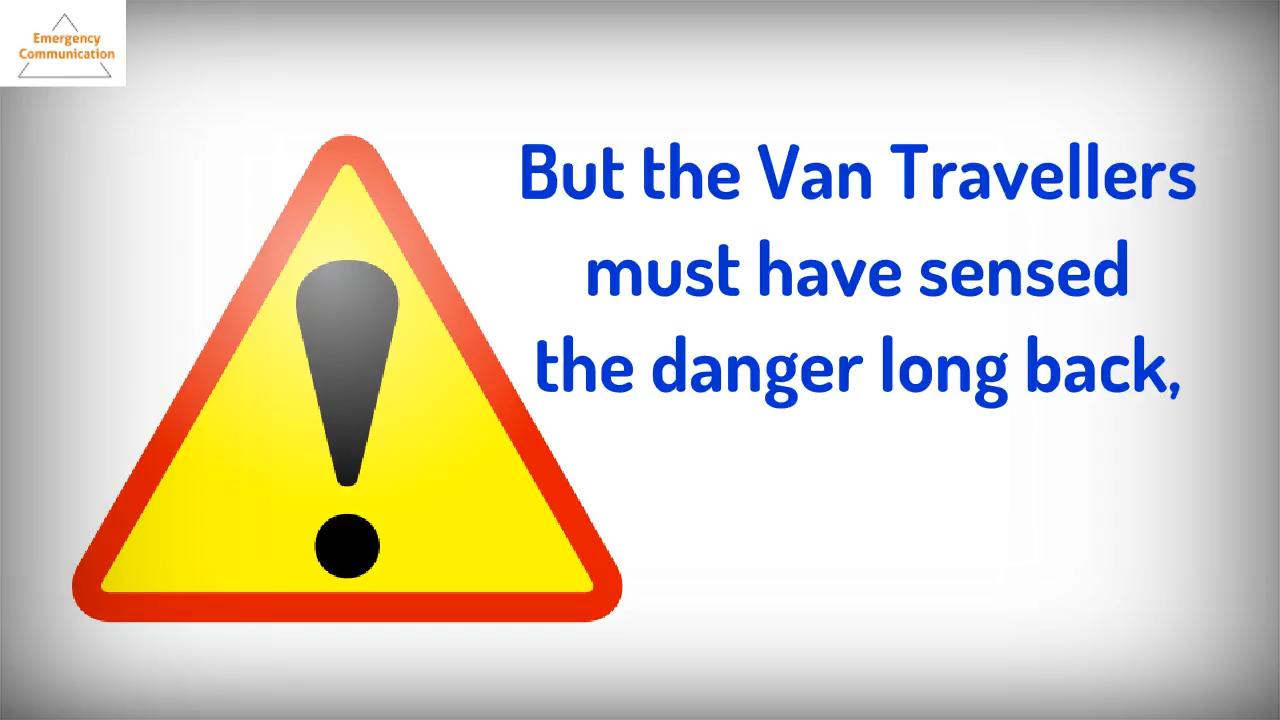 Emergency
Communication
But the Van Travellers
must have sensed
the danger long back,